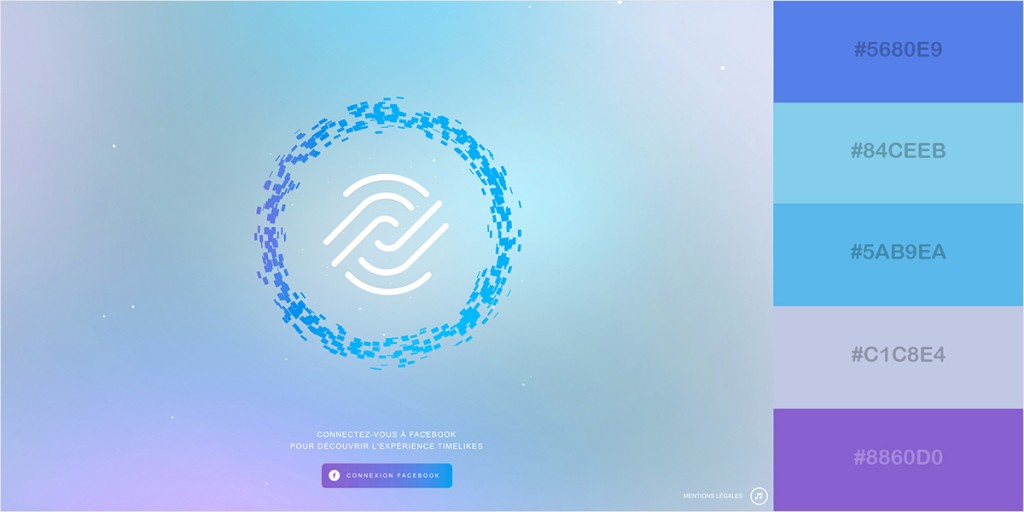 CONNECTEZ-VOUS À FACEBOOK
POUR DÉCOUVRIR L'EXPÉRIENCE TIMELIKES
f CONNEXION FACEBOOK
MENTIONS LÉGALES
#5680E9
#84CEEB
#5AB9EA
#C1C8E4
#8860D0